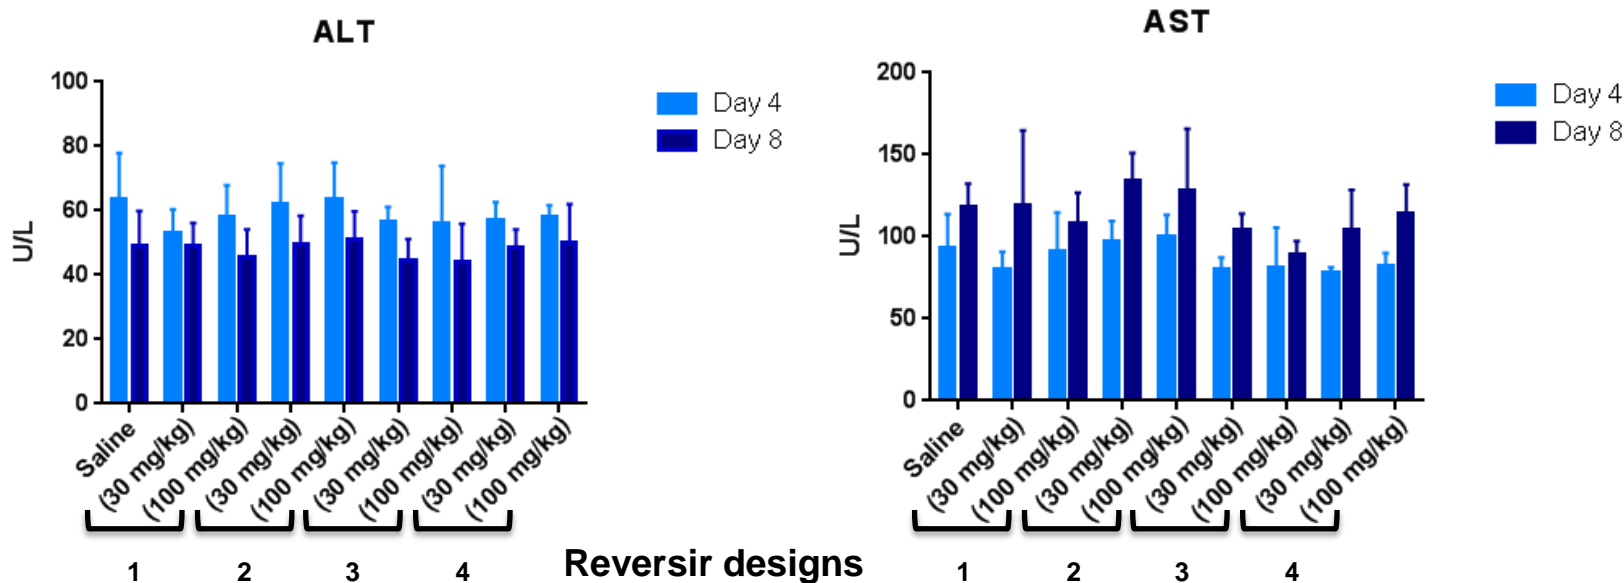 ALT
100
80
60
40
20
0
U/L
Day 4
Day 8
Saline
(30 mg/kg)
(100 mg/kg)
(30 mg/kg)
(100 mg/kg)
(30 mg/kg)
(100 mg/kg)
(30 mg/kg)
(100 mg/kg)
1
2
3
4
AST
200
150
100
50
0
U/L
Day 4
Day 8
Saline
(30 mg/kg)
(100 mg/kg)
(30 mg/kg)
(100 mg/kg)
(30 mg/kg)
(100 mg/kg)
(30 mg/kg)
(100 mg/kg)
1
2
3
4
Reversir designs